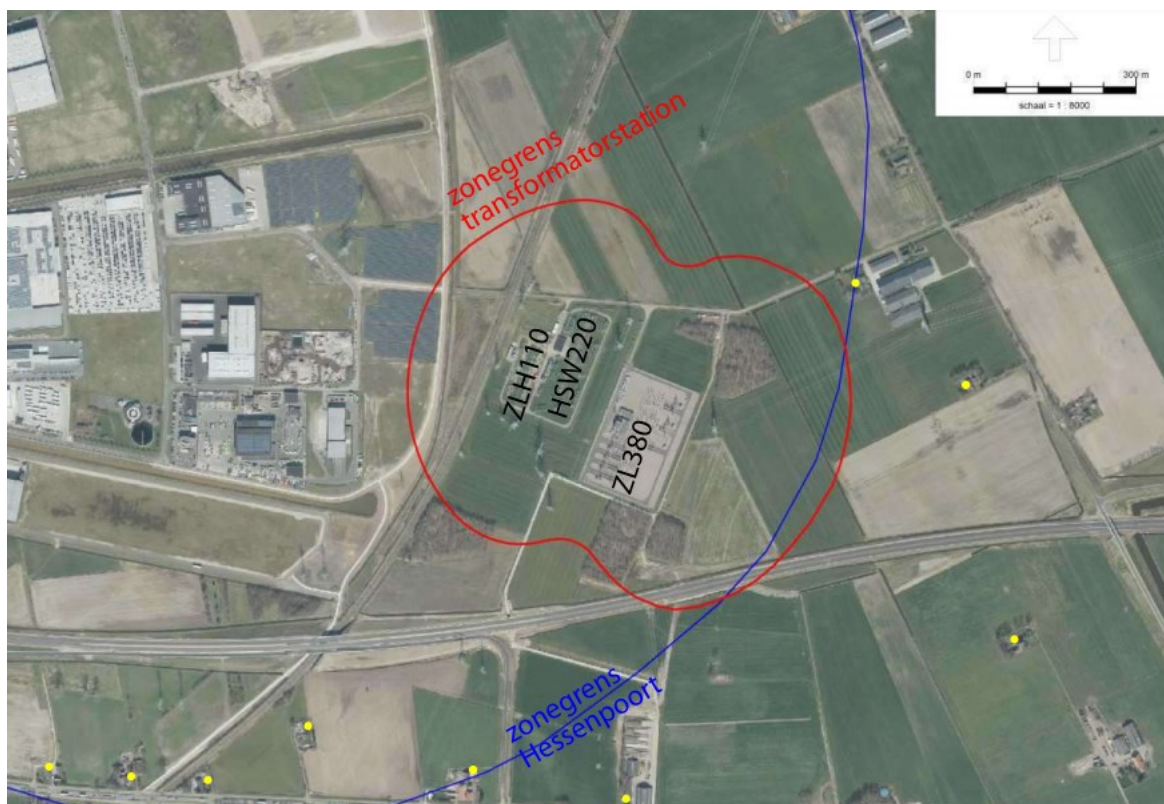 0 m 300 m
schaal = 1 : 8000
zonegrens
transformatorstation
ZLH110
HSW220
ZL380
zonegrens
Hessenpoort